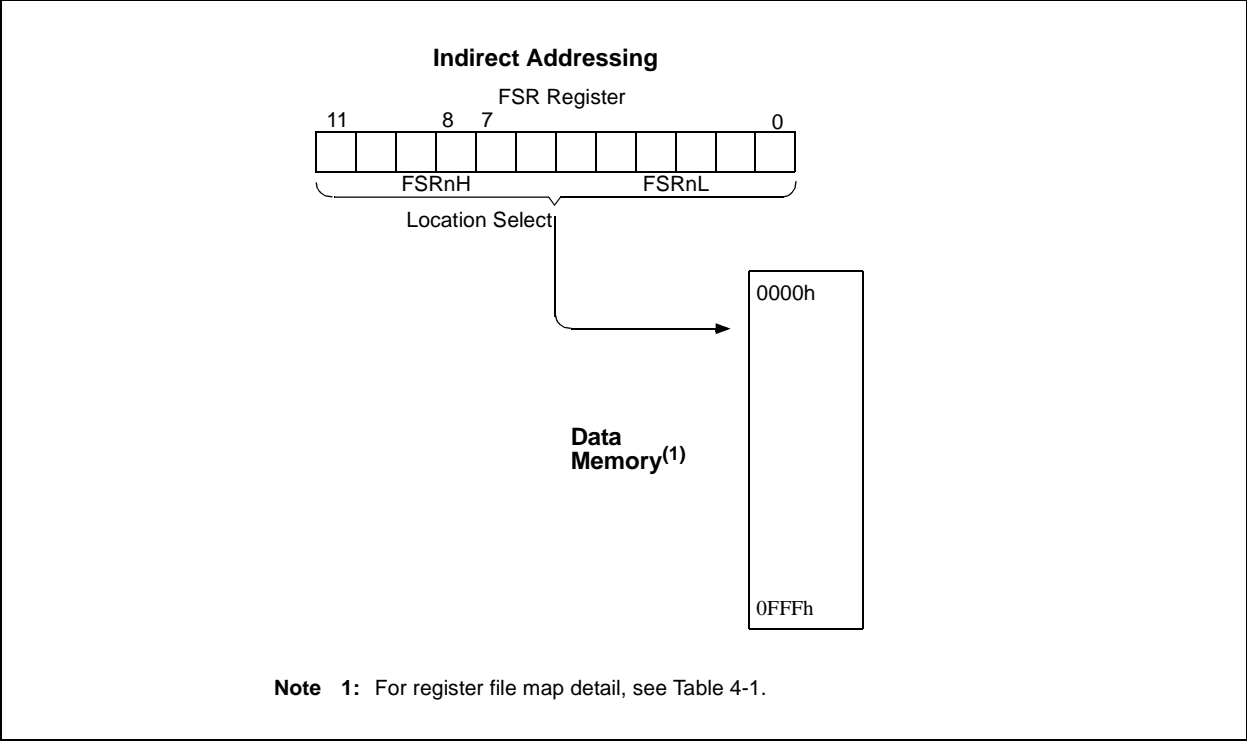 Indirect Addressing
FSR Register
11 8 7 0
FSRnH FSRnL
Location Select
0000h
Data
Memory(1)
0FFFh
Note 1: For register file map detail, see Table 4-1.